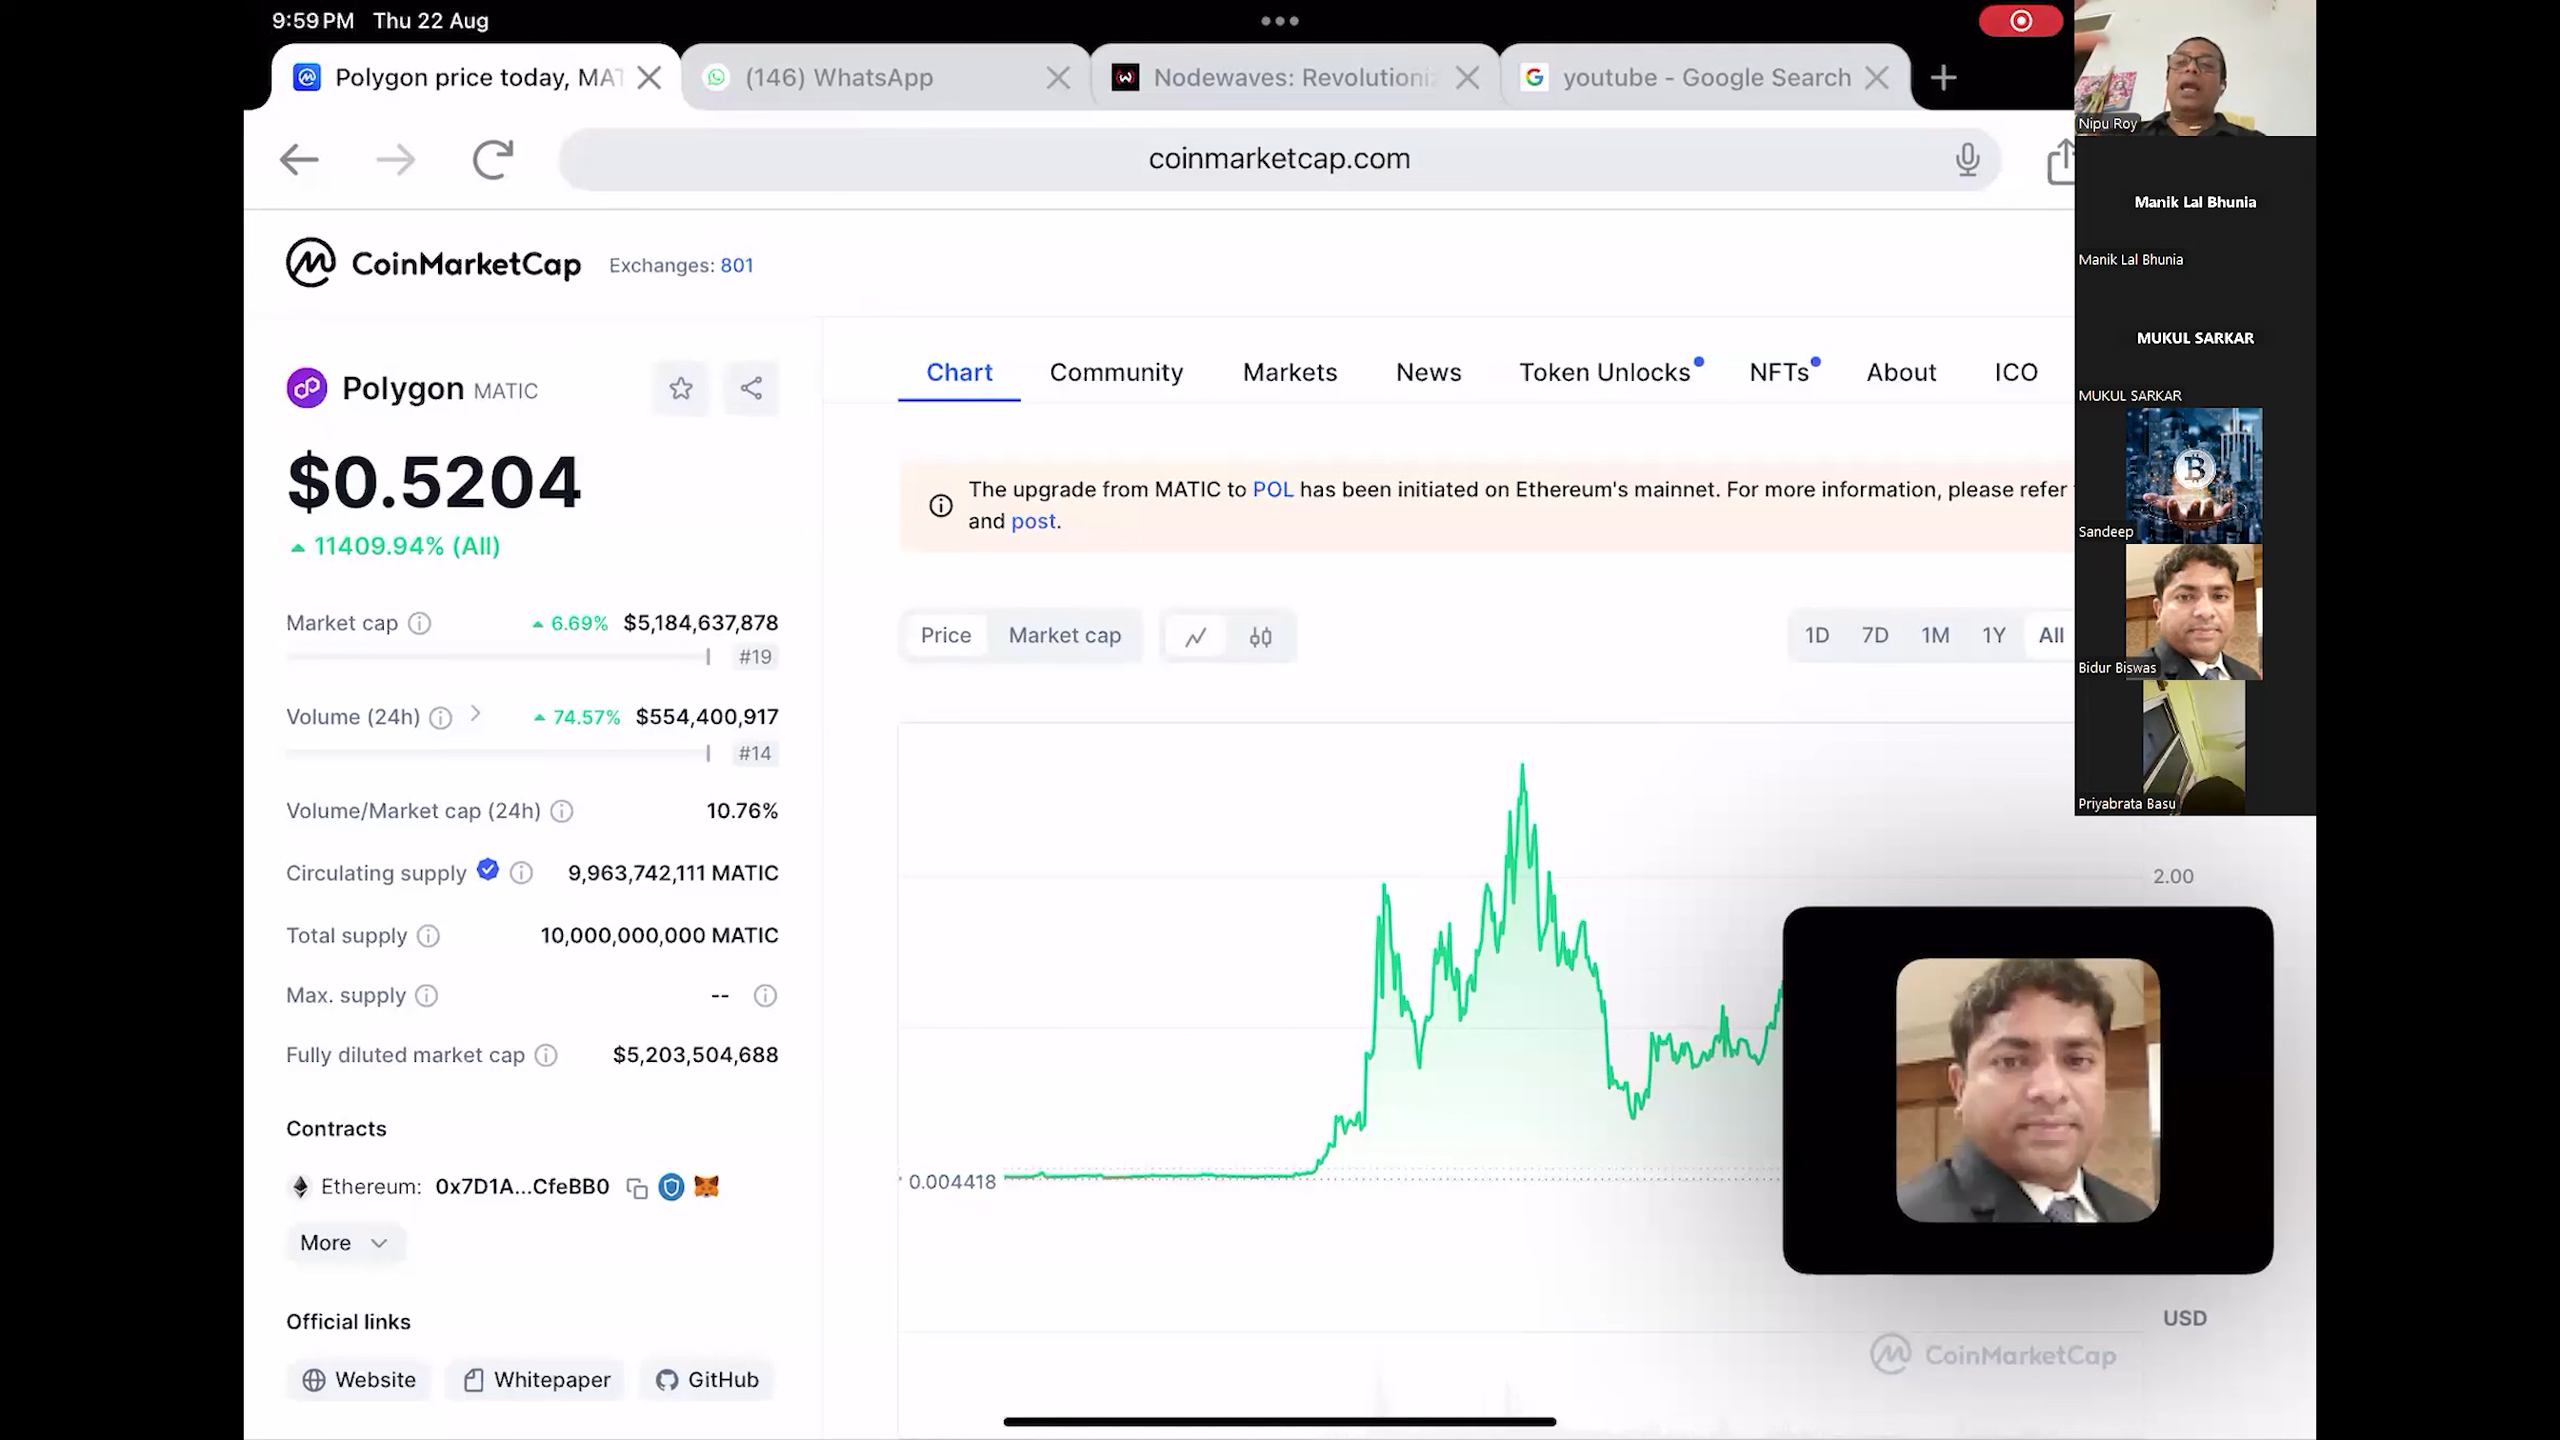 9:59 PM Thu 22 Aug
Polygon price today, MAT
(146) WhatsApp
Nodewaves: Revolutioni
youtube - Google Search
coinmarketcap.com
CoinMarketCap Exchanges: 801
Polygon MATIC
$0.5204
11409.94% (All)
Market cap 6.69% $5,184,637,878
#19
Volume (24h) 74.57% $554,400,917
#14
Volume/Market cap (24h) 10.76%
Circulating supply 9,963,742,111 MATIC
Total supply 10,000,000,000 MATIC
Max. supply --
Fully diluted market cap $5,203,504,688
Contracts
Ethereum: 0x7D1A...CfeBB0
More
Official links
Website Whitepaper GitHub
Chart Community Markets News Token Unlocks NFTs About ICO
The upgrade from MATIC to POL has been initiated on Ethereum's mainnet. For more information, please refer
and post.
Price Market cap
1D 7D 1M 1Y All
2.00
0.004418
USD
CoinMarketCap
Nipu Roy
Manik Lal Bhunia
Manik Lal Bhunia
MUKUL SARKAR
MUKUL SARKAR
Sandeep
Bidur Biswas
Priyabrata Basu